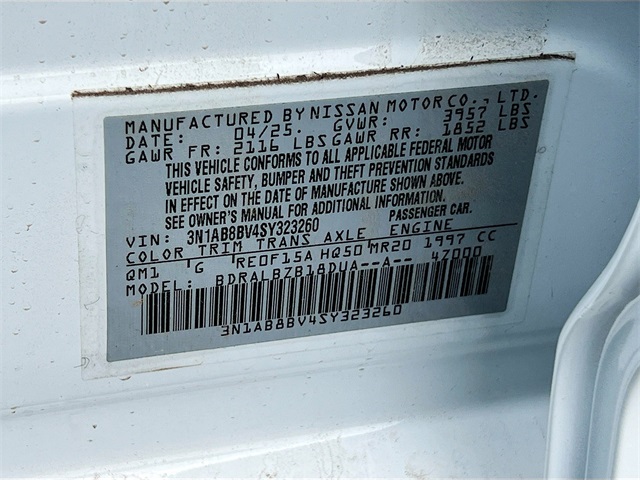 MANUFACTURED BY NISSAN MOTOR CO., LTD.
DATE: 04/25. GVWR: 3957 LBS
GAWR FR: 2116 LBS GAWR RR: 1852 LBS
THIS VEHICLE CONFORMS TO ALL APPLICABLE FEDERAL MOTOR
VEHICLE SAFETY, BUMPER AND THEFT PREVENTION STANDARDS
IN EFFECT ON THE DATE OF MANUFACTURE SHOWN ABOVE.
SEE OWNER'S MANUAL FOR ADDITIONAL INFORMATION.
VIN: 3N1AB8BV4SY323260 PASSENGER CAR.
COLOR TRIM TRANS AXLE ENGINE
QM1 G RE0F15A HQ50 MR20 1997 CC
MODEL: BDRALBZB18DUA--A-- 47000
3N1AB8BV4SY323260